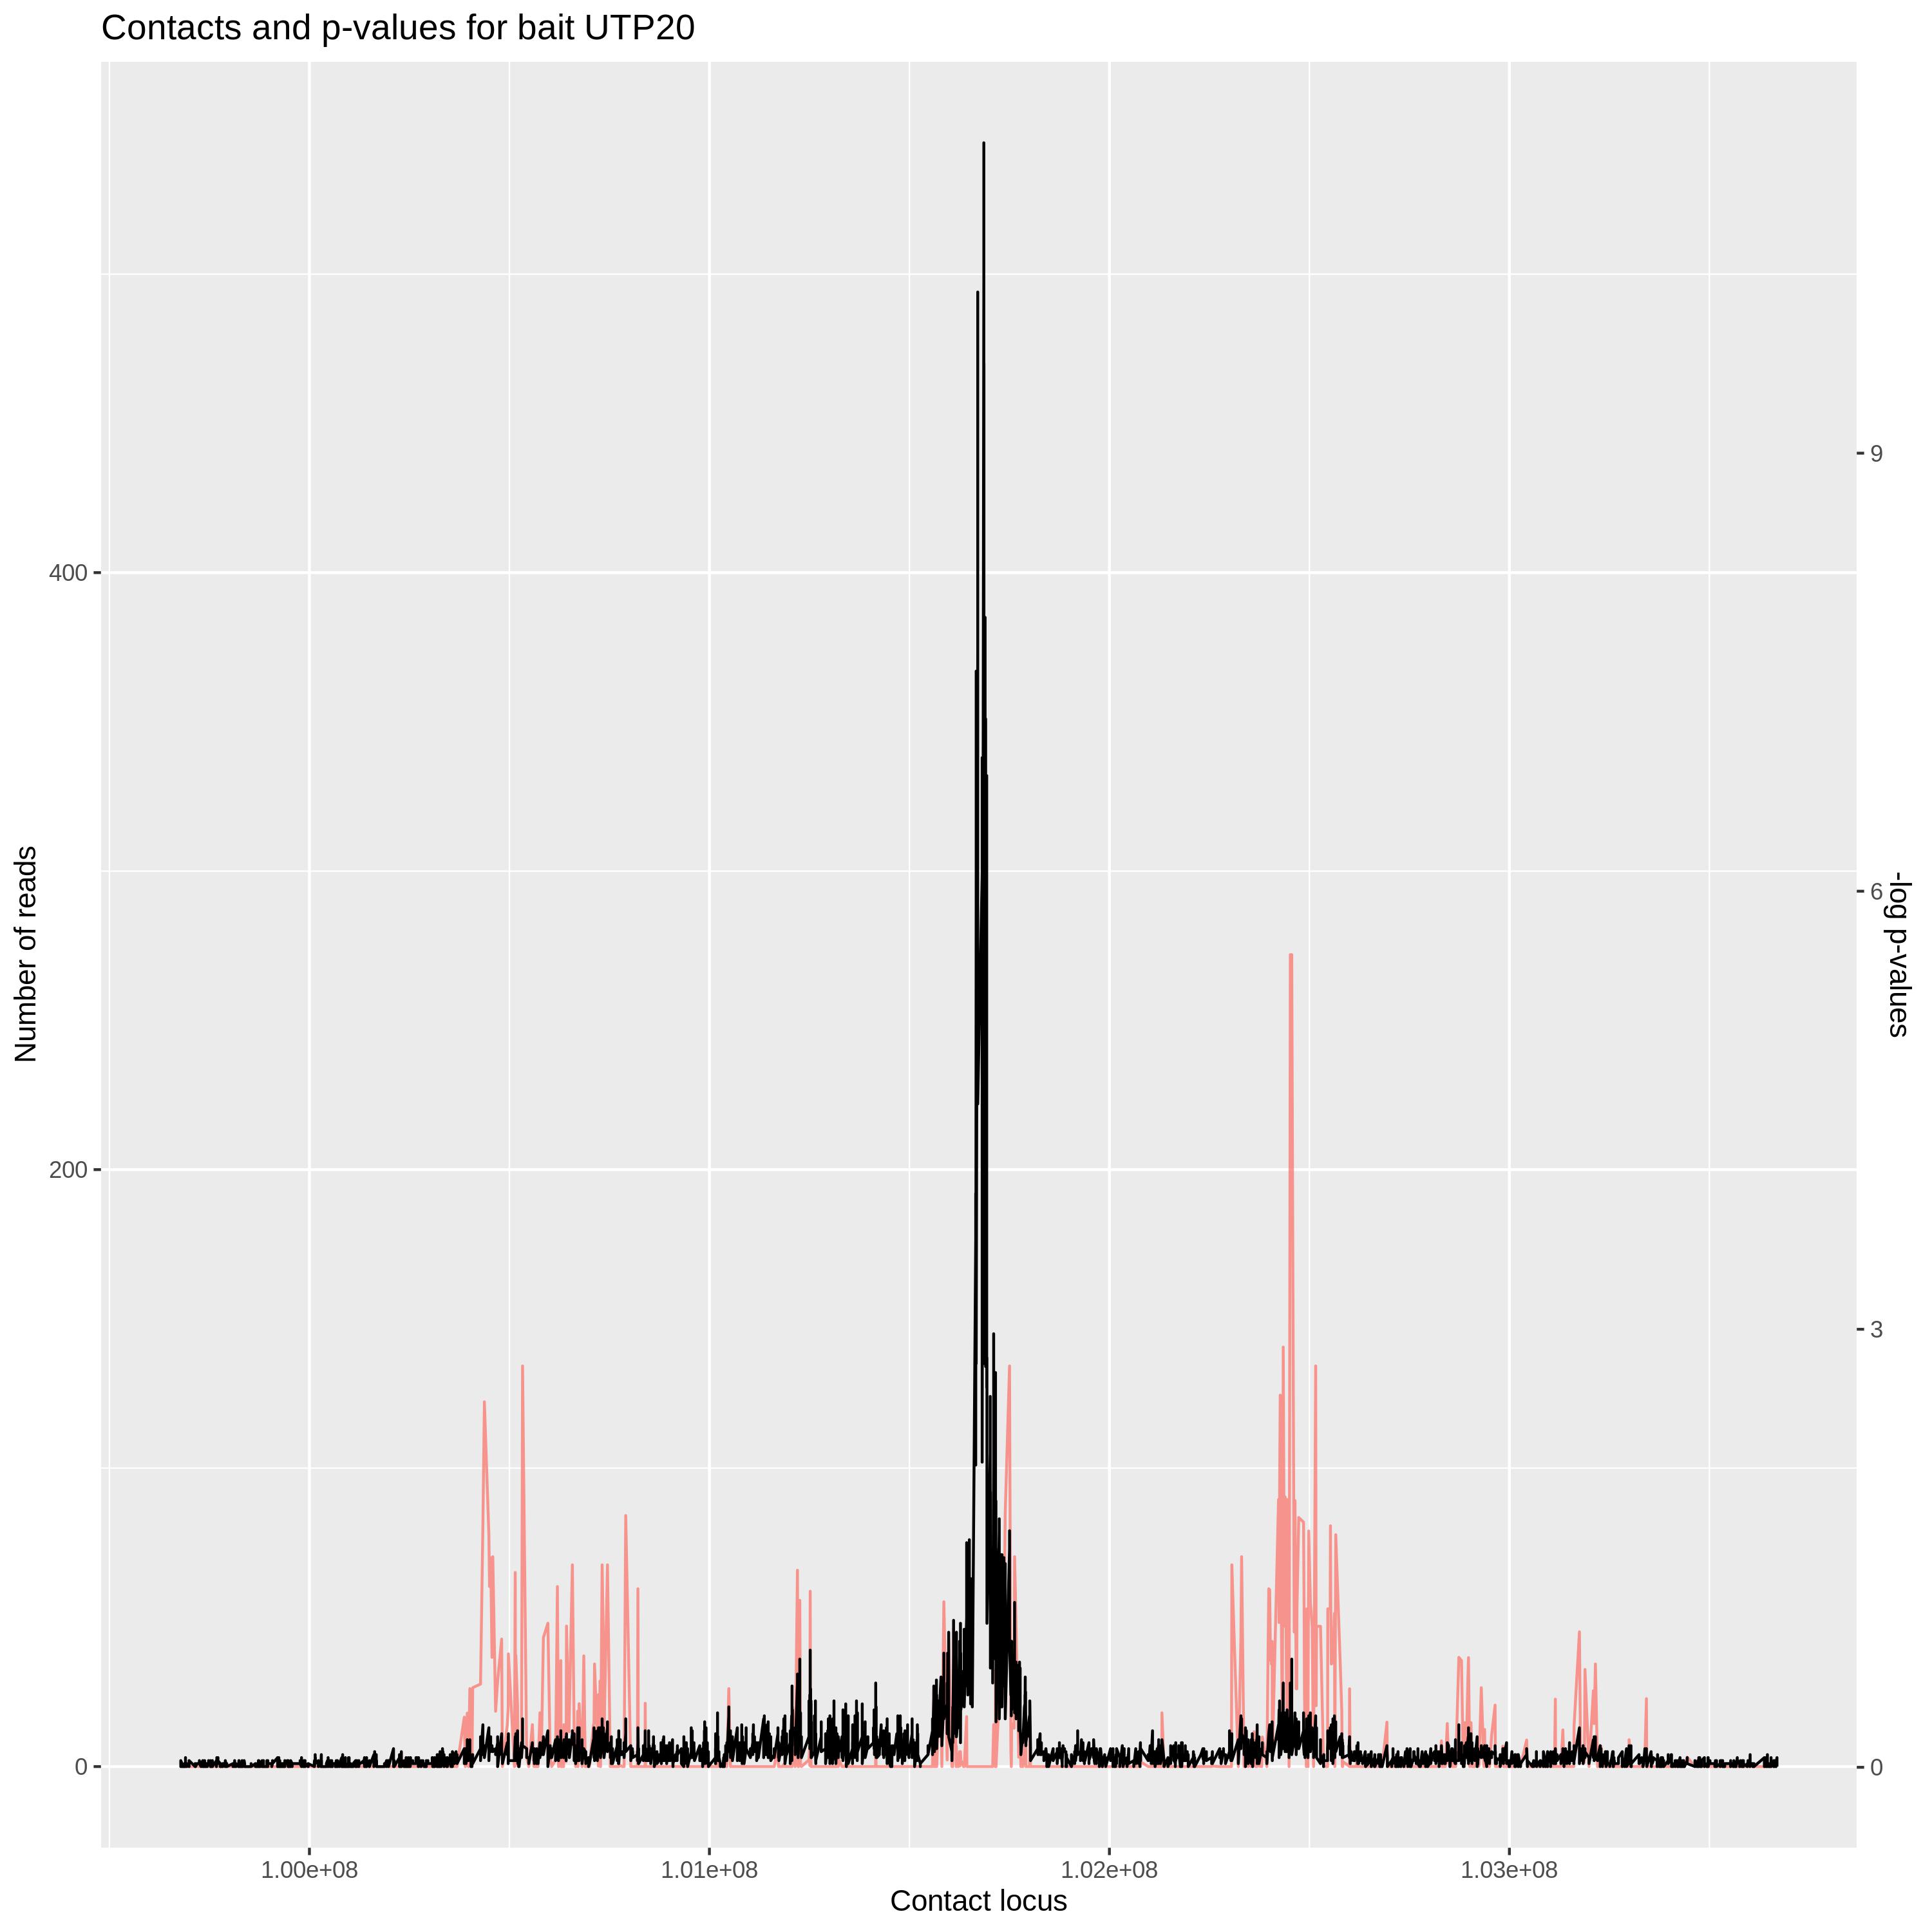 Contacts and p-values for bait UTP20
Number of reads
400
200
0
9
6
3
0
-log p-values
1.00e+08
1.01e+08
1.02e+08
1.03e+08
Contact locus